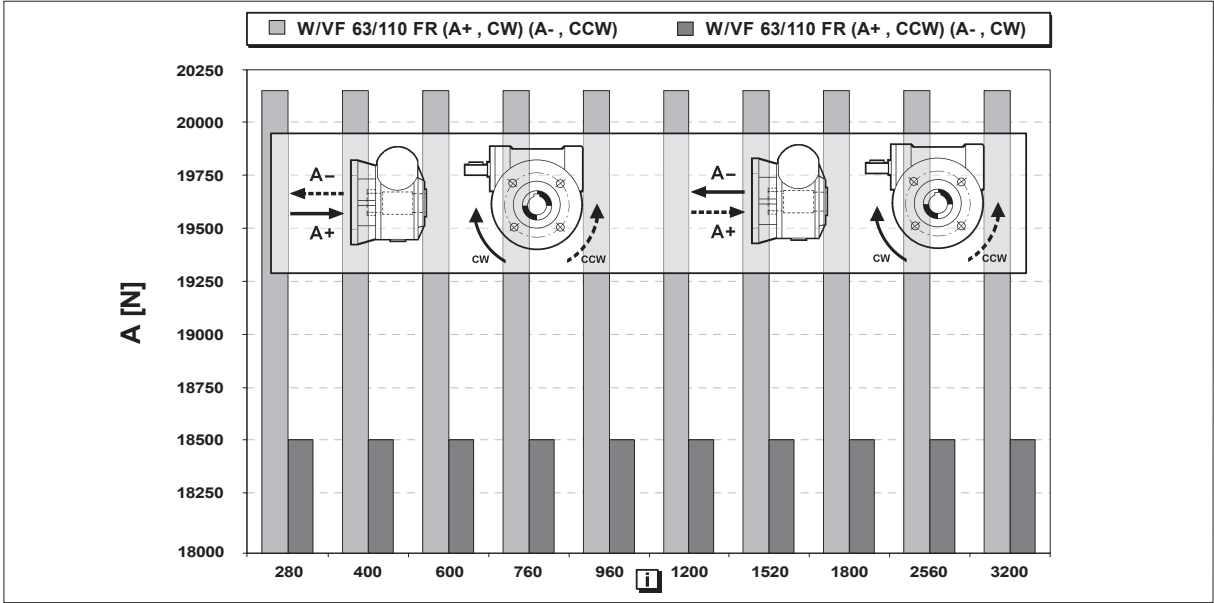 W/VF 63/110 FR (A+ , CW) (A- , CCW) W/VF 63/110 FR (A+ , CCW) (A- , CW)
20250
20000
19750
19500
19250
19000
18750
18500
18250
18000
A [N]
A−
A+
CW
CCW
A−
A+
CW
CCW
280 400 600 760 960 1200 1520 1800 2560 3200
i